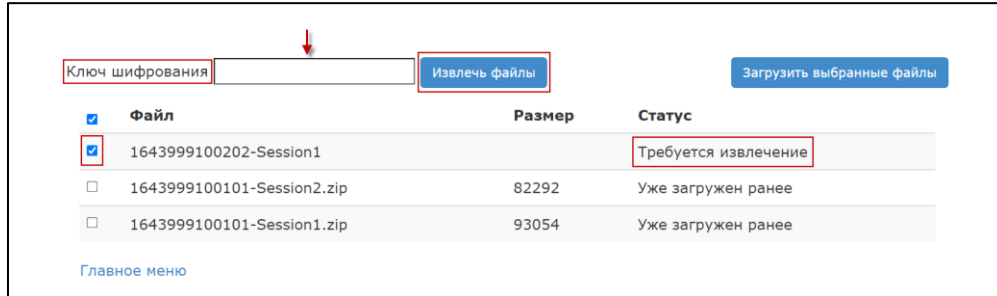 Ключ шифрования Извлечь файлы Загрузить выбранные файлы
Файл Размер Статус
1643999100202-Session1 Требуется извлечение
1643999100101-Session2.zip 82292 Уже загружен ранее
1643999100101-Session1.zip 93054 Уже загружен ранее
Главное меню